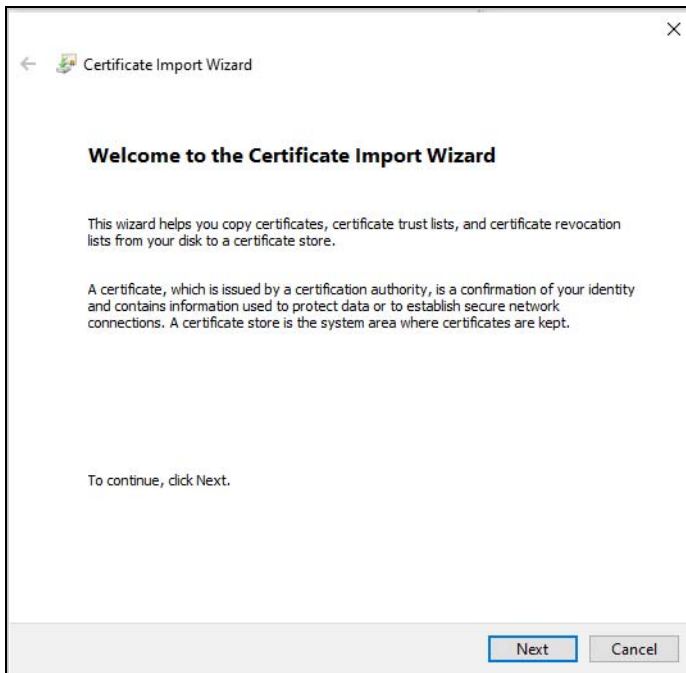 Certificate Import Wizard
Welcome to the Certificate Import Wizard
This wizard helps you copy certificates, certificate trust lists, and certificate revocation
lists from your disk to a certificate store.
A certificate, which is issued by a certification authority, is a confirmation of your identity
and contains information used to protect data or to establish secure network
connections. A certificate store is the system area where certificates are kept.
To continue, click Next.
Next Cancel